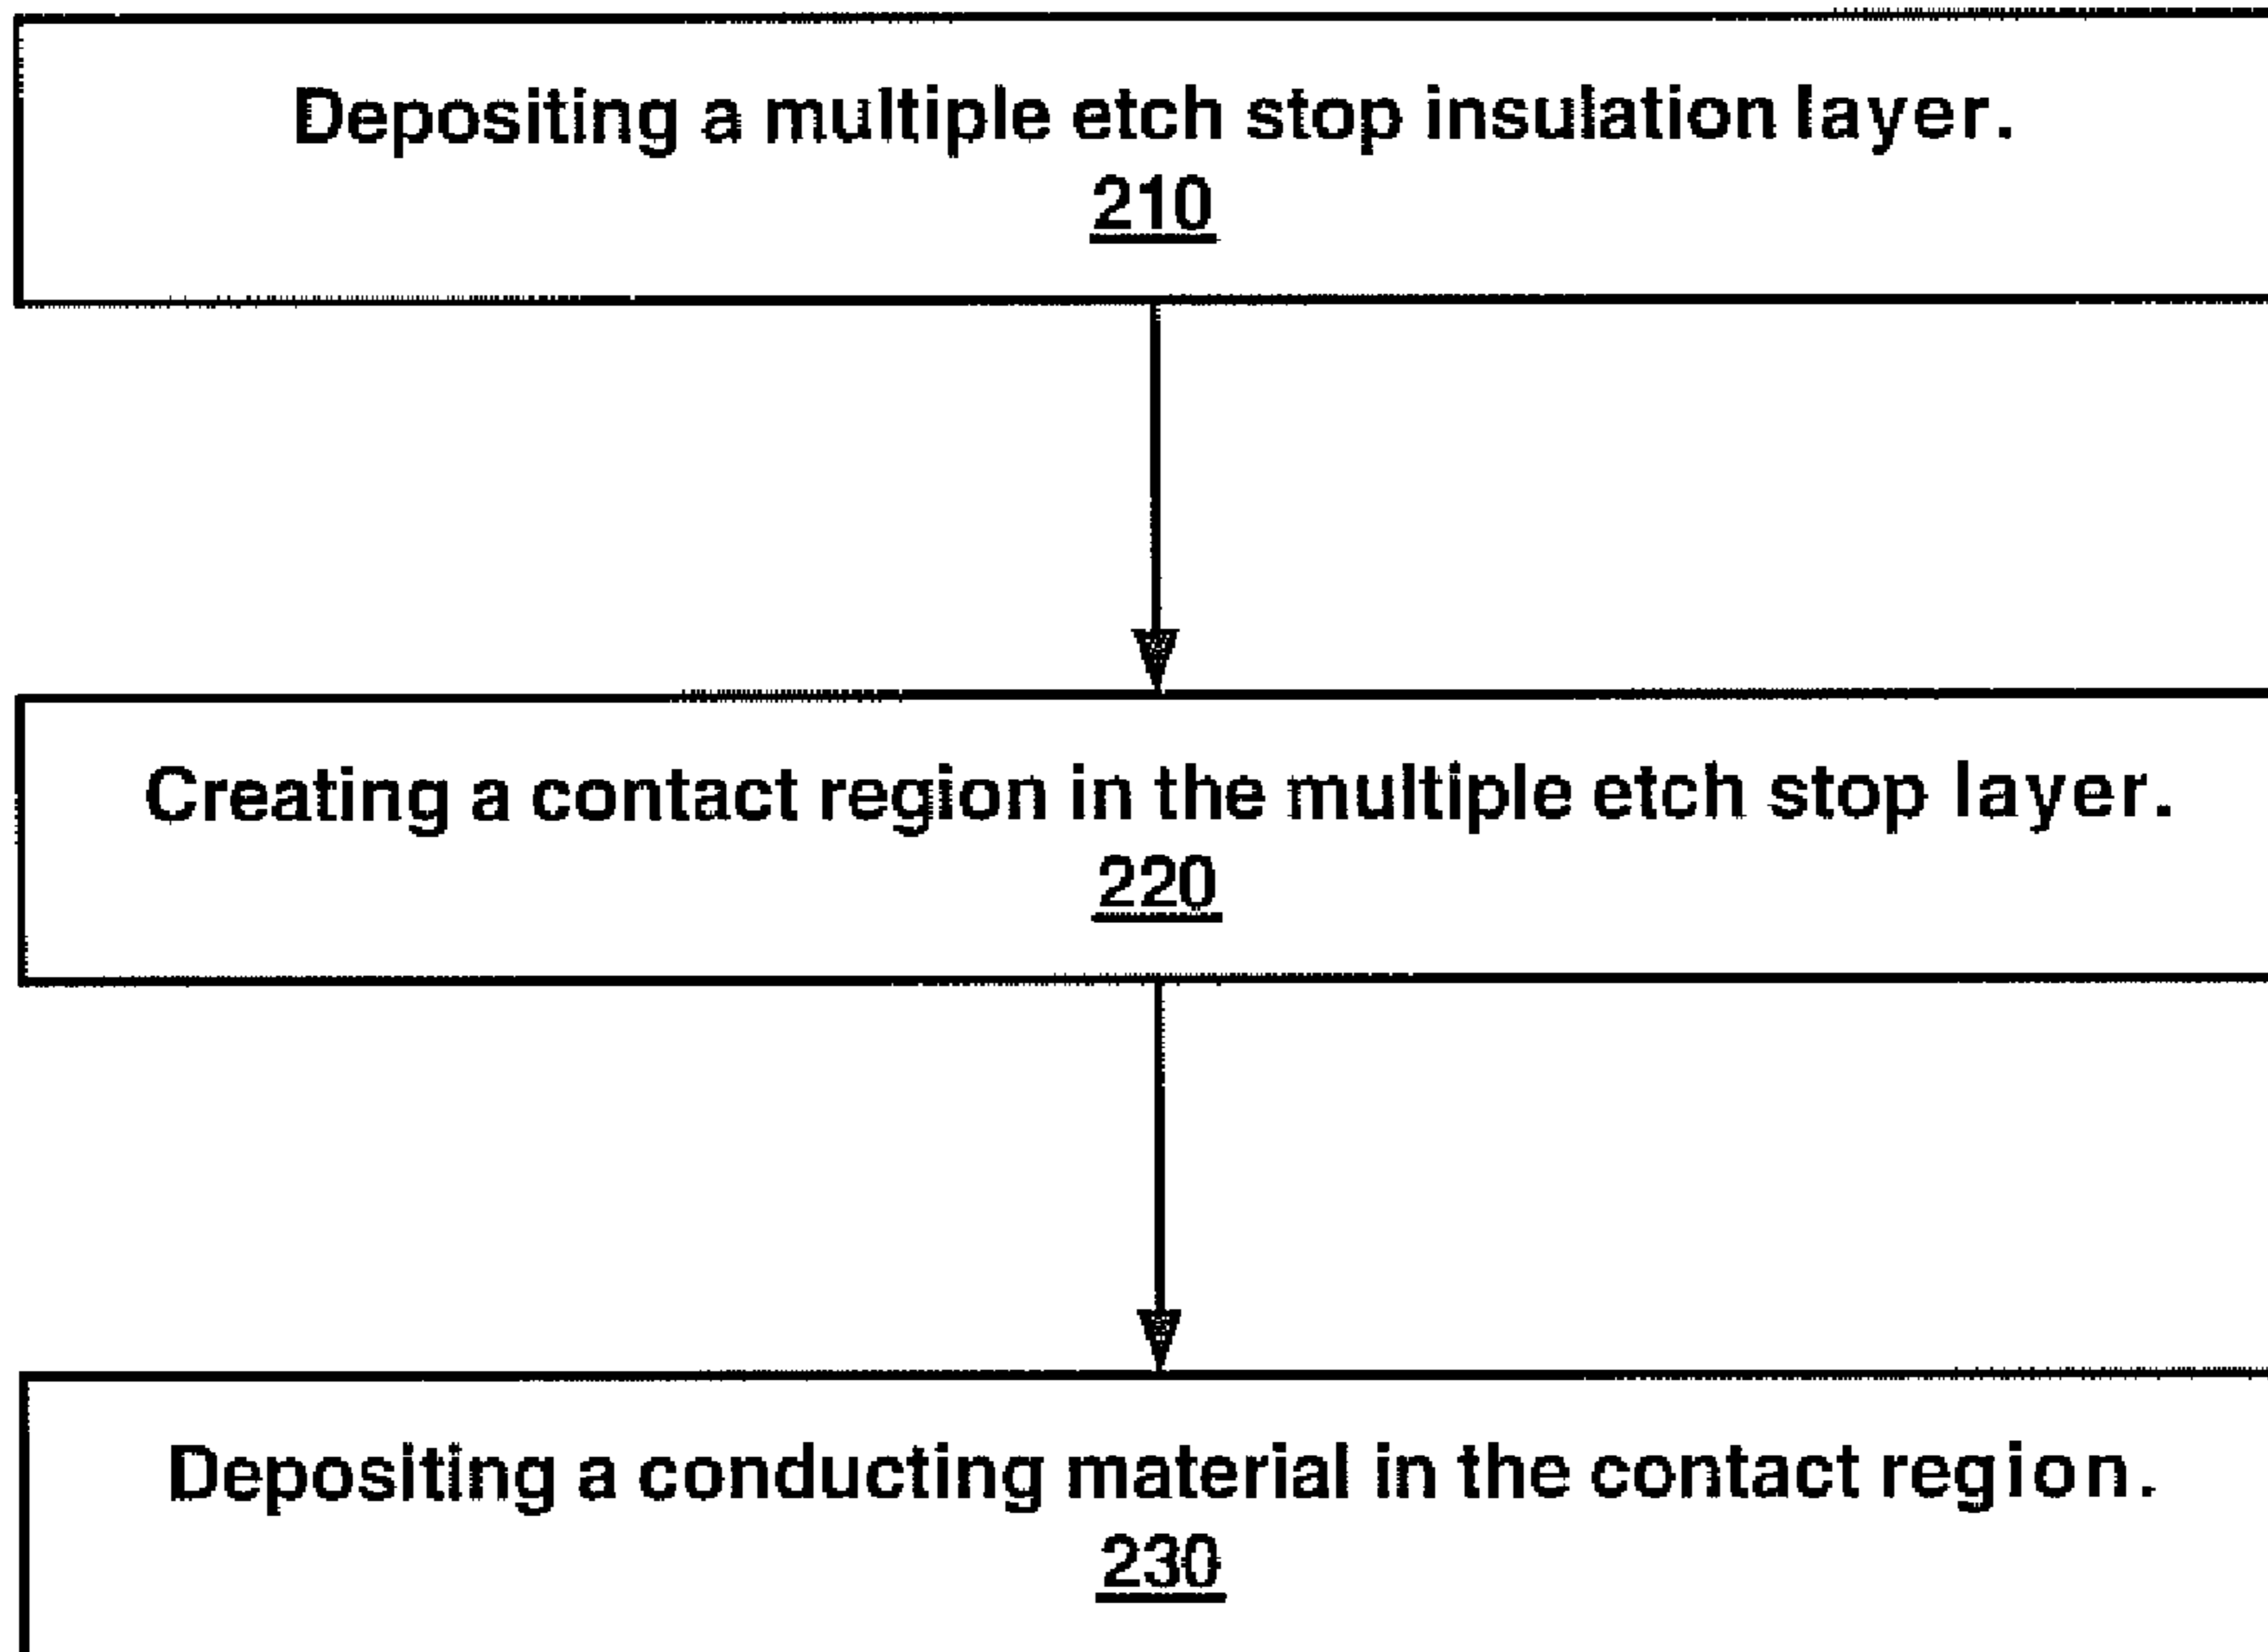 Depositing a multiple etch stop insulation layer.
210
Creating a contact region in the multiple etch stop layer.
220
Depositing a conducting material in the contact region.
230